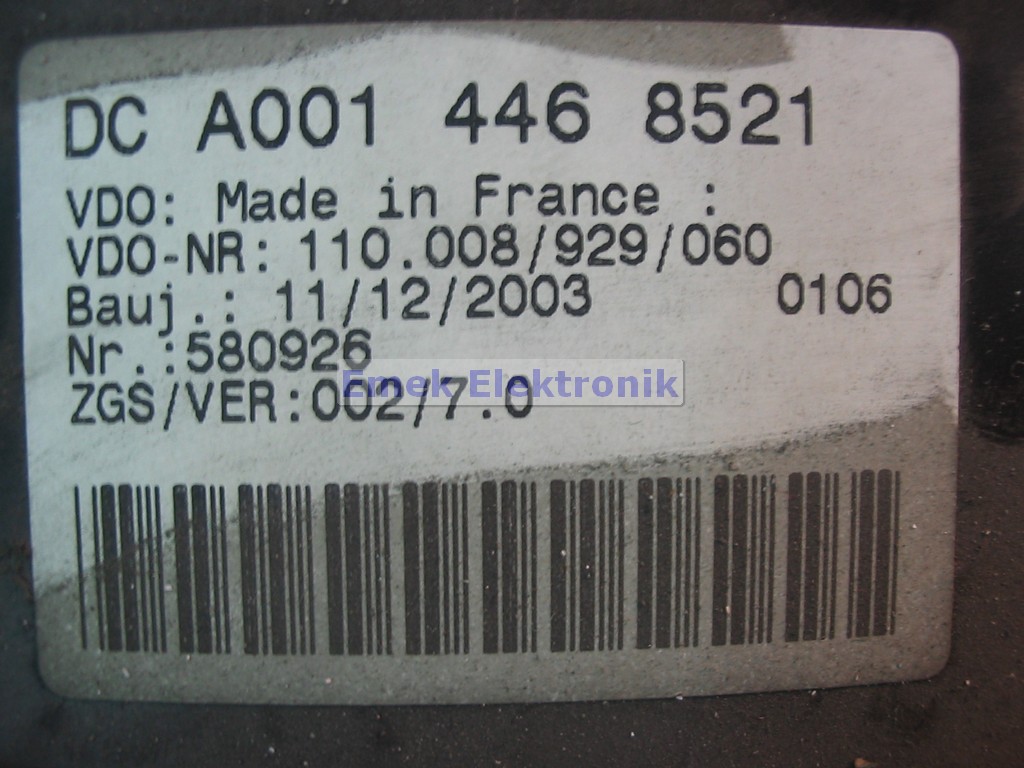 DC A001 446 8521
VDO: Made in France :
VDO-NR: 110.008/929/060
Bauj.: 11/12/2003 0106
Nr.:580926
Emek Elektronik
ZGS/VER:002/7.0